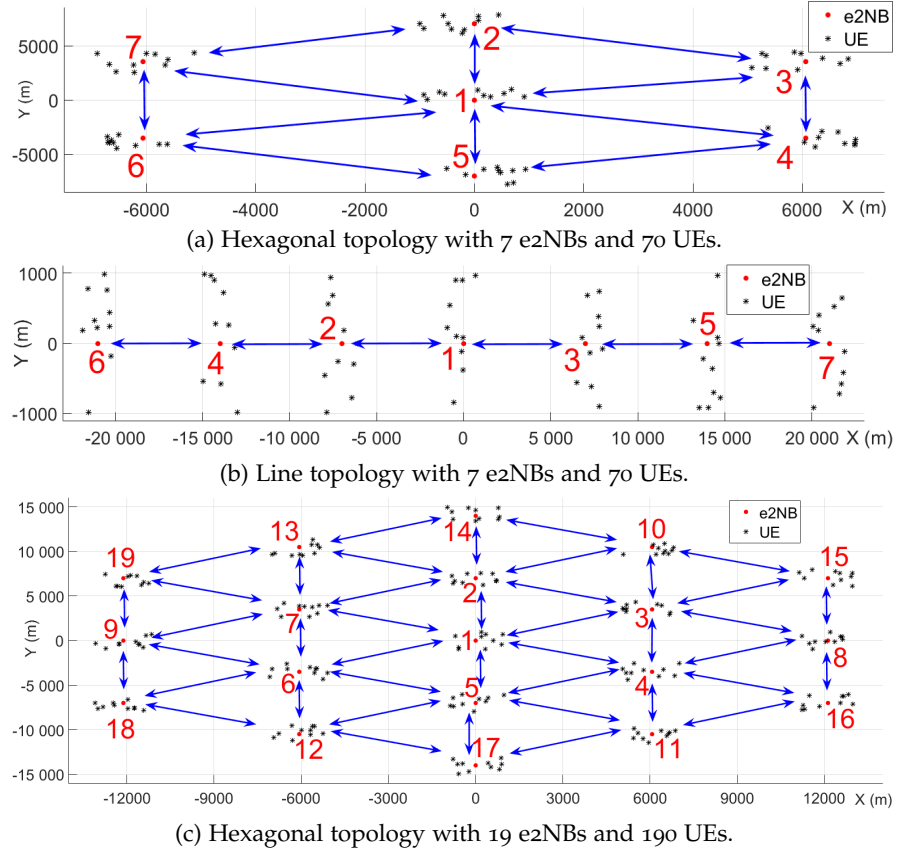 e2NB
UE
Y (m)
5000
0
-5000
7
2
3
1
6
5
4
-6000 -4000 -2000 0 2000 4000 6000 X (m)
(a) Hexagonal topology with 7 e2NBs and 70 UEs.
e2NB
UE
Y (m)
1000
0
-1000
6 4 2 1 3 5 7
-20 000 -15 000 -10 000 -5 000 0 5 000 10 000 15 000 20 000 X (m)
(b) Line topology with 7 e2NBs and 70 UEs.
e2NB
UE
Y (m)
15 000
10 000
5 000
0
-5 000
-10 000
-15 000
13 14 10
19 2 15
7 3
9 1 8
6 5 4
18 12 17 11 16
-12000 -9000 -6000 -3000 0 3000 6000 9000 12000 X (m)
(c) Hexagonal topology with 19 e2NBs and 190 UEs.